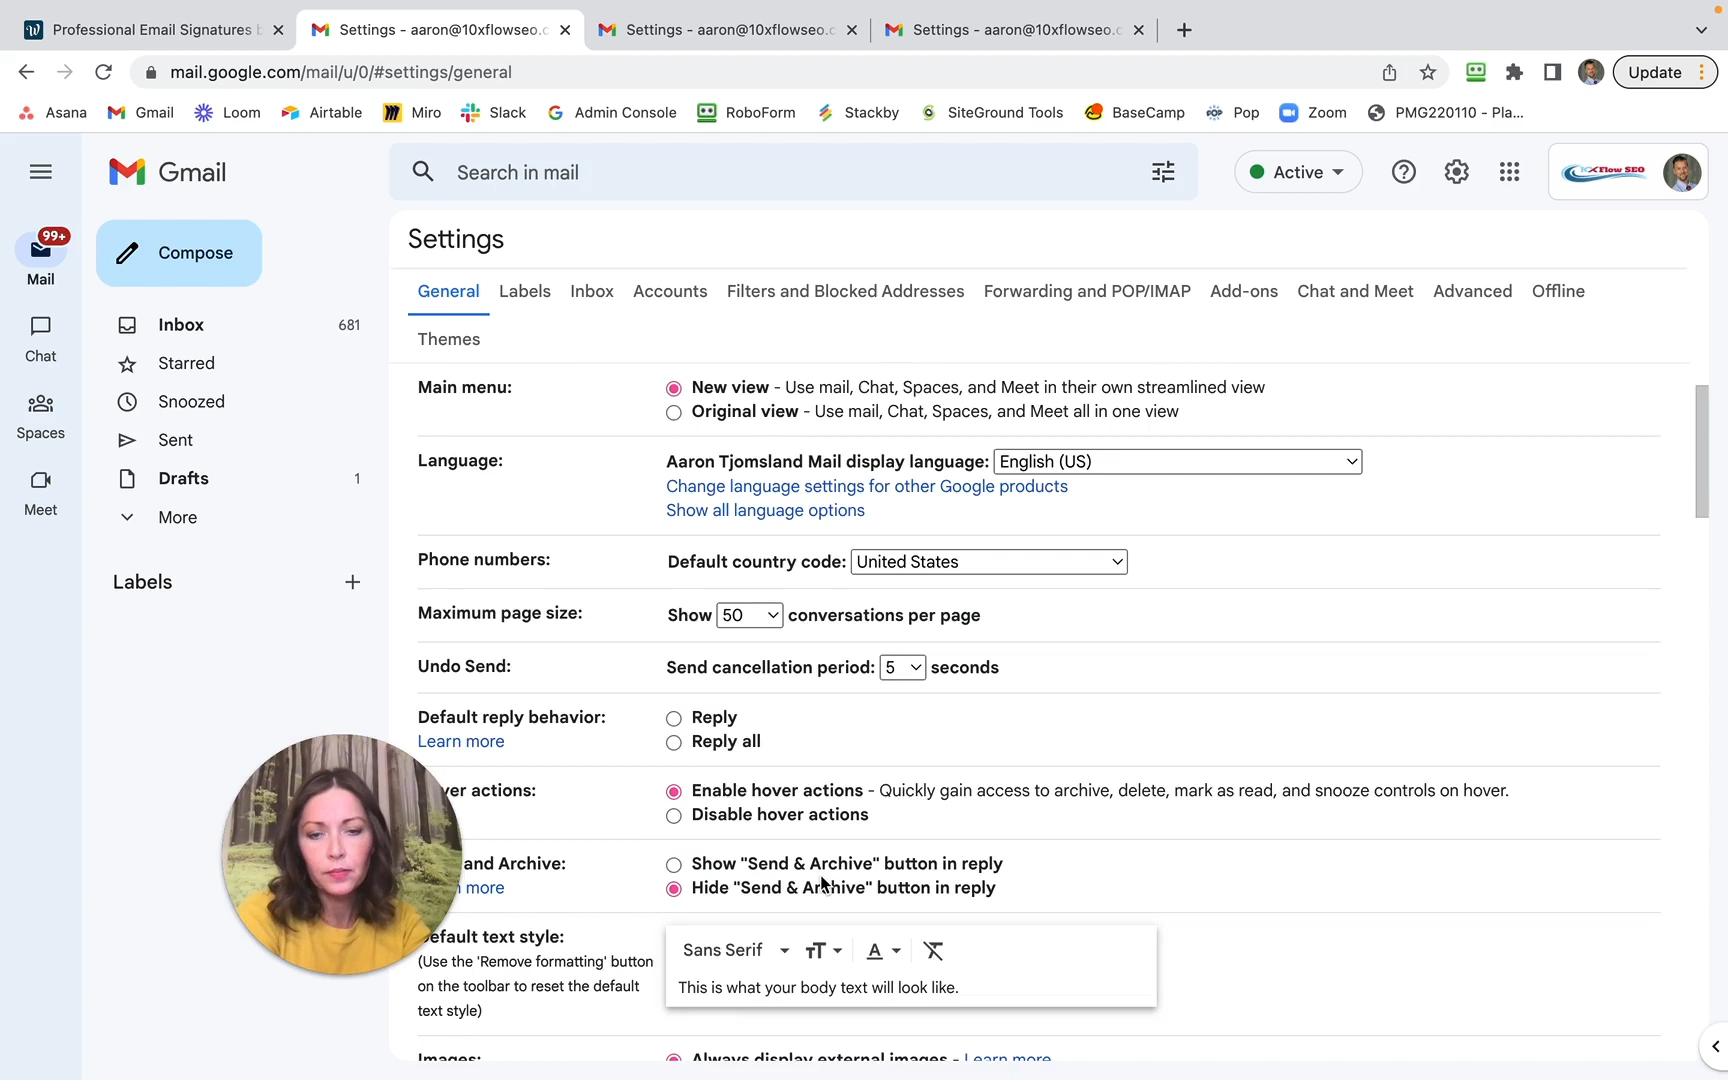 Professional Email Signatures b
Settings - aaron@10xflowseo.c
Settings - aaron@10xflowseo.c
Settings - aaron@10xflowseo.c
mail.google.com/mail/u/0/#settings/general
Update
Asana
Gmail
Loom
Airtable
Miro
Slack
Admin Console
RoboForm
Stackby
SiteGround Tools
BaseCamp
Pop
Zoom
PMG220110 - Pla...
Gmail
Search in mail
Active
Flow SEO
99+
Mail
Chat
Spaces
Meet
Compose
Inbox 681
Starred
Snoozed
Sent
Drafts 1
More
Labels
Settings
General Labels Inbox Accounts Filters and Blocked Addresses Forwarding and POP/IMAP Add-ons Chat and Meet Advanced Offline
Themes
Main menu: New view - Use mail, Chat, Spaces, and Meet in their own streamlined view
Original view - Use mail, Chat, Spaces, and Meet all in one view
Language: Aaron Tjomsland Mail display language: English (US)
Change language settings for other Google products
Show all language options
Phone numbers: Default country code: United States
Maximum page size: Show 50 conversations per page
Undo Send: Send cancellation period: 5 seconds
Default reply behavior: Reply
Learn more Reply all
ver actions: Enable hover actions - Quickly gain access to archive, delete, mark as read, and snooze controls on hover.
Disable hover actions
and Archive: Show "Send & Archive" button in reply
more Hide "Send & Archive" button in reply
Default text style: Sans Serif
(Use the 'Remove formatting' button
on the toolbar to reset the default
text style)
This is what your body text will look like.
Images: Always display external images - Learn more